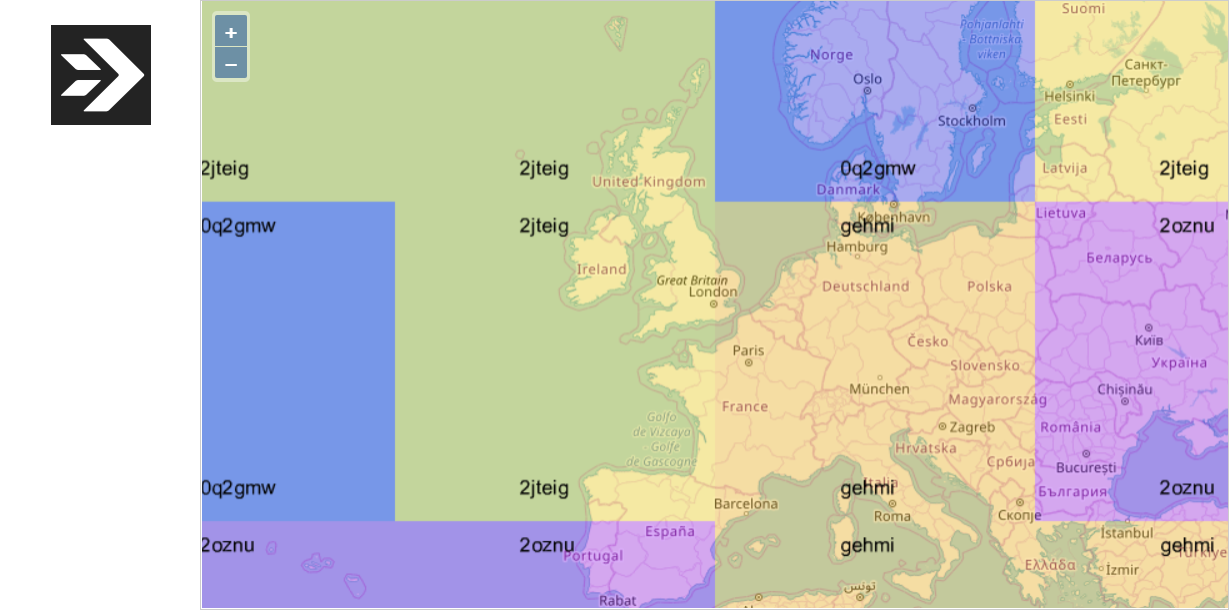 +
−
Suomi
Pohjanlahti
Bottniska
viken
Norge
Oslo
Санкт-
Петербург
Helsinki
Stockholm
Eesti
2jteig
2jteig
0q2gmw
Latvija
2jteig
United Kingdom
Danmark
København
Lietuva
0q2gmw
2jteig
gehmi
2oznu
Hamburg
Беларусь
Ireland
Great Britain
London
Deutschland
Polska
Paris
Česko
Київ
Slovensko
Україна
München
Chișinău
France
Magyarország
Golfo
de Vizcaya
Golfe
de Gascogne
Zagreb
România
Hrvatska
Србија
București
0q2gmw
2jteig
gehmi
Italia
България
2oznu
Barcelona
Roma
Скопје
España
İstanbul
2oznu
2oznu
gehmi
gehmi
Portugal
Türkiye
Ελλάδα
İzmir
تونس
Rabat